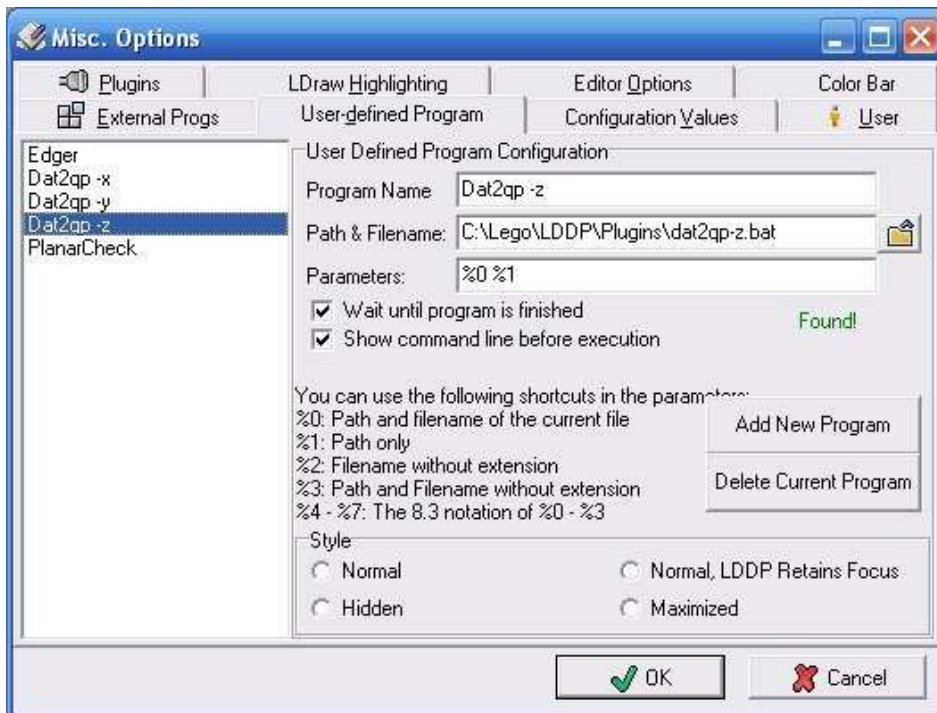 Misc. Options
Plugins
LDraw Highlighting
Editor Options
Color Bar
External Progs
User-defined Program
Configuration Values
User
Edger
Dat2qp -x
Dat2qp -y
Dat2qp -z
PlanarCheck
User Defined Program Configuration
Program Name
Dat2qp -z
Path & Filename:
C:\Lego\LDDP\Plugins\dat2qp-z.bat
Parameters:
%0 %1
Wait until program is finished
Found!
Show command line before execution
You can use the following shortcuts in the parameters:
%0: Path and filename of the current file
%1: Path only
%2: Filename without extension
%3: Path and Filename without extension
%4 - %7: The 8.3 notation of %0 - %3
Add New Program
Delete Current Program
Style
Normal
Normal, LDDP Retains Focus
Hidden
Maximized
OK
Cancel